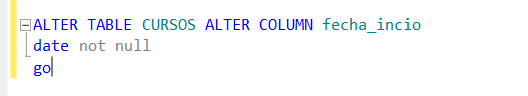 ALTER TABLE CURSOS ALTER COLUMN fecha_incio
date not null
go